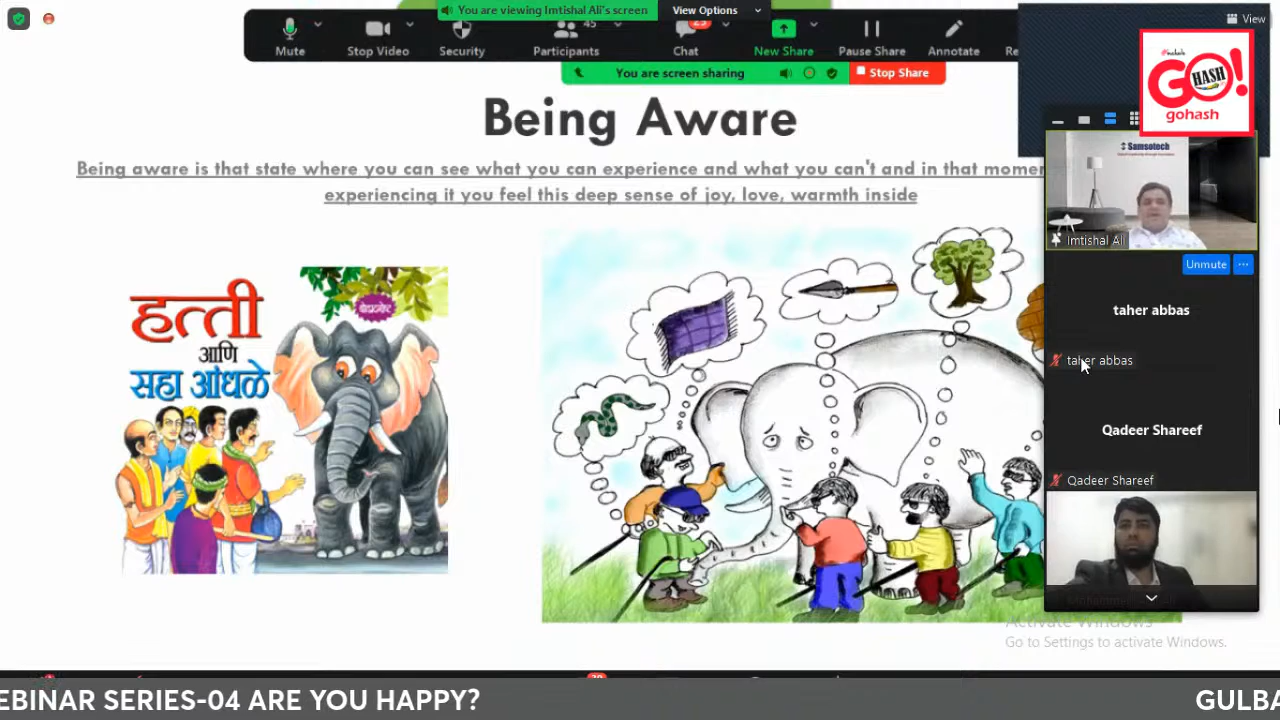 You are viewing Imtishal Ali's screen
View Options
View
Mute
Stop Video
Security
45
Participants
Chat
New Share
Pause Share
Annotate
Re
You are screen sharing
Stop Share
GO!
HASH
gohash
Being Aware
Being aware is that state where you can see what you can experience and what you can't and in that momen
experiencing it you feel this deep sense of joy, love, warmth inside
Samsotech
Imtishal Ali
Unmute
taher abbas
taher abbas
Qadeer Shareef
Qadeer Shareef
हत्ती
आणि
सहा आंधळे
Activate Windows
Go to Settings to activate Windows.
EBINAR SERIES-04 ARE YOU HAPPY?
GULBA